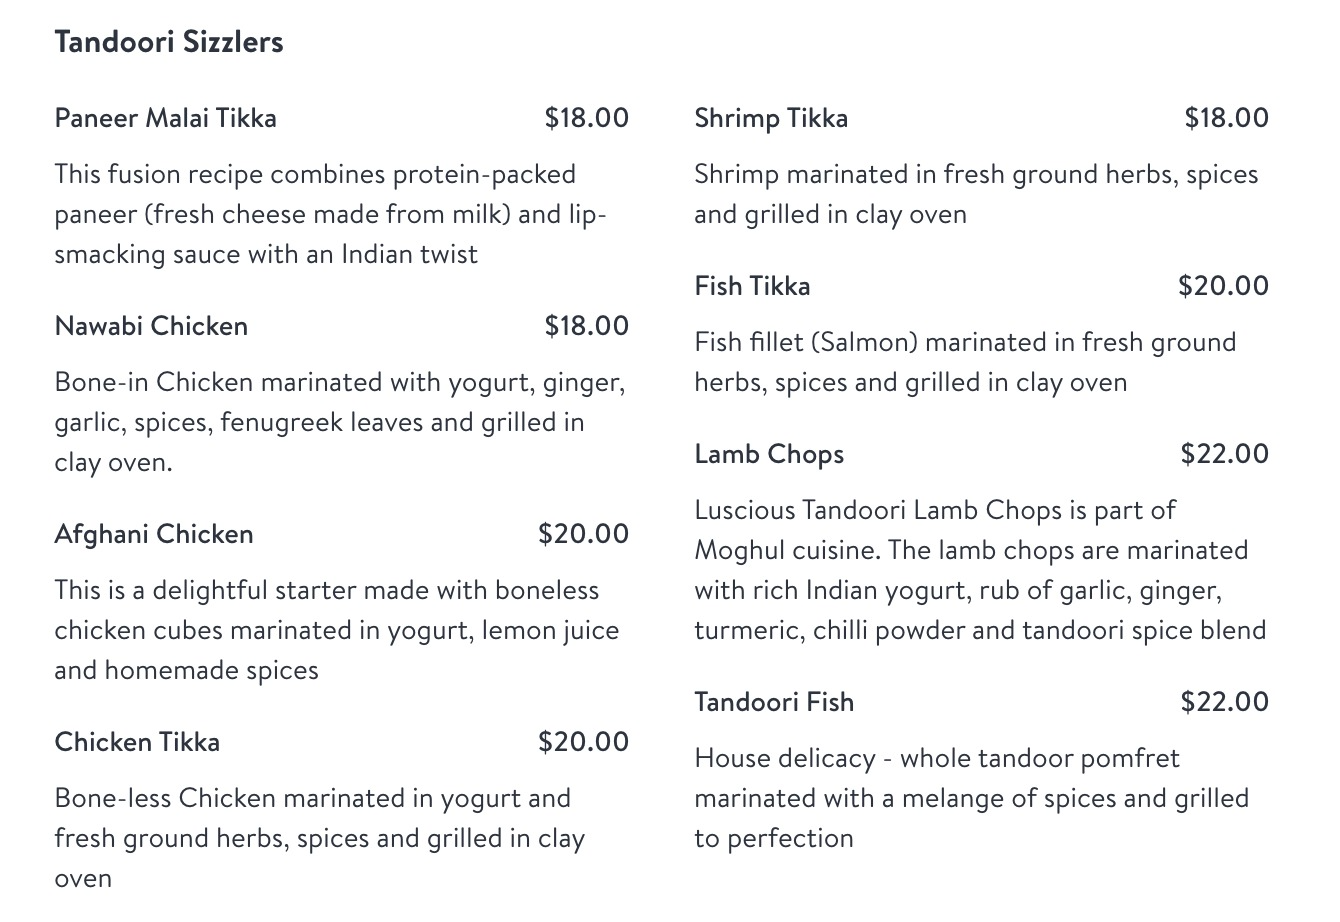 Tandoori Sizzlers
Paneer Malai Tikka $18.00
This fusion recipe combines protein-packed
paneer (fresh cheese made from milk) and lip-
smacking sauce with an Indian twist
Nawabi Chicken $18.00
Bone-in Chicken marinated with yogurt, ginger,
garlic, spices, fenugreek leaves and grilled in
clay oven.
Afghani Chicken $20.00
This is a delightful starter made with boneless
chicken cubes marinated in yogurt, lemon juice
and homemade spices
Chicken Tikka $20.00
Bone-less Chicken marinated in yogurt and
fresh ground herbs, spices and grilled in clay
oven
Shrimp Tikka $18.00
Shrimp marinated in fresh ground herbs, spices
and grilled in clay oven
Fish Tikka $20.00
Fish fillet (Salmon) marinated in fresh ground
herbs, spices and grilled in clay oven
Lamb Chops $22.00
Luscious Tandoori Lamb Chops is part of
Moghul cuisine. The lamb chops are marinated
with rich Indian yogurt, rub of garlic, ginger,
turmeric, chilli powder and tandoori spice blend
Tandoori Fish $22.00
House delicacy - whole tandoor pomfret
marinated with a melange of spices and grilled
to perfection